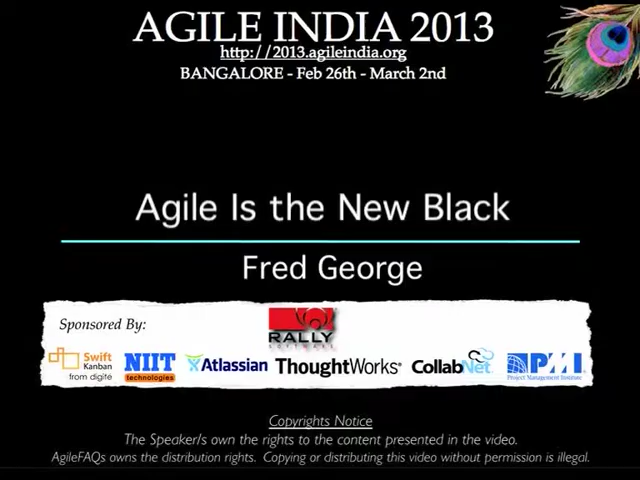 AGILE INDIA 2013
http://2013.agileindia.org
BANGALORE - Feb 26th - March 2nd
Agile Is the New Black
Fred George
Sponsored By:
RALLY
SOFTWARE
Swift
Kanban
from digité
NIIT
technologies
Atlassian
ThoughtWorks®
CollabNet
PMI
Project Management Institute
Copyrights Notice
The Speaker/s own the rights to the content presented in the video.
AgileFAQs owns the distribution rights. Copying or distributing this video without permission is illegal.